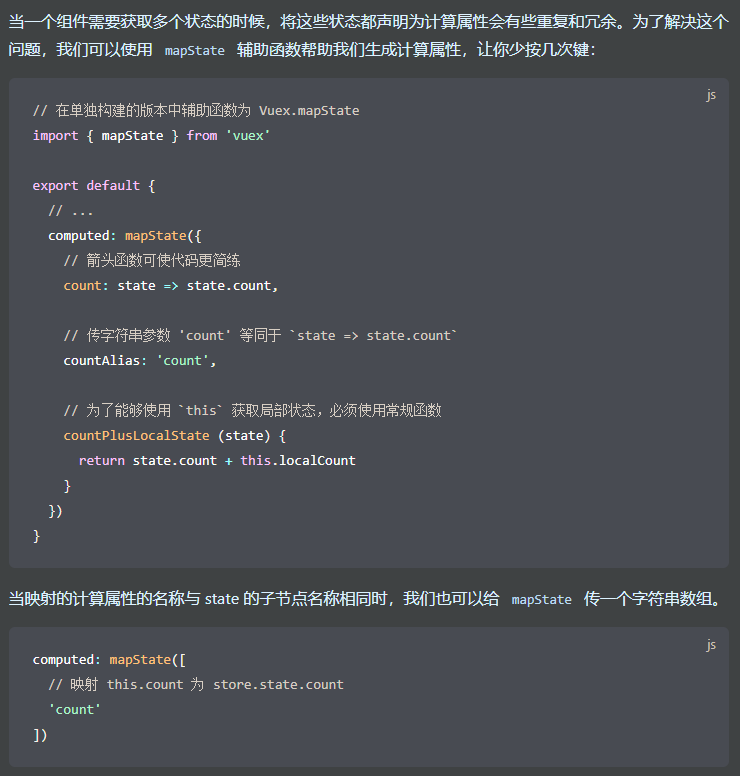 当一个组件需要获取多个状态的时候，将这些状态都声明为计算属性会有些重复和冗余。为了解决这个
问题，我们可以使用 mapState 辅助函数帮助我们生成计算属性，让你少按几次键：
js
// 在单独构建的版本中辅助函数为 Vuex.mapState
import { mapState } from 'vuex'

export default {
  // ...
  computed: mapState({
    // 箭头函数可使代码更简练
    count: state => state.count,

    // 传字符串参数 'count' 等同于 `state => state.count`
    countAlias: 'count',

    // 为了能够使用 `this` 获取局部状态，必须使用常规函数
    countPlusLocalState (state) {
      return state.count + this.localCount
    }
  })
}
当映射的计算属性的名称与 state 的子节点名称相同时，我们也可以给 mapState 传一个字符串数组。
js
computed: mapState([
  // 映射 this.count 为 store.state.count
  'count'
])